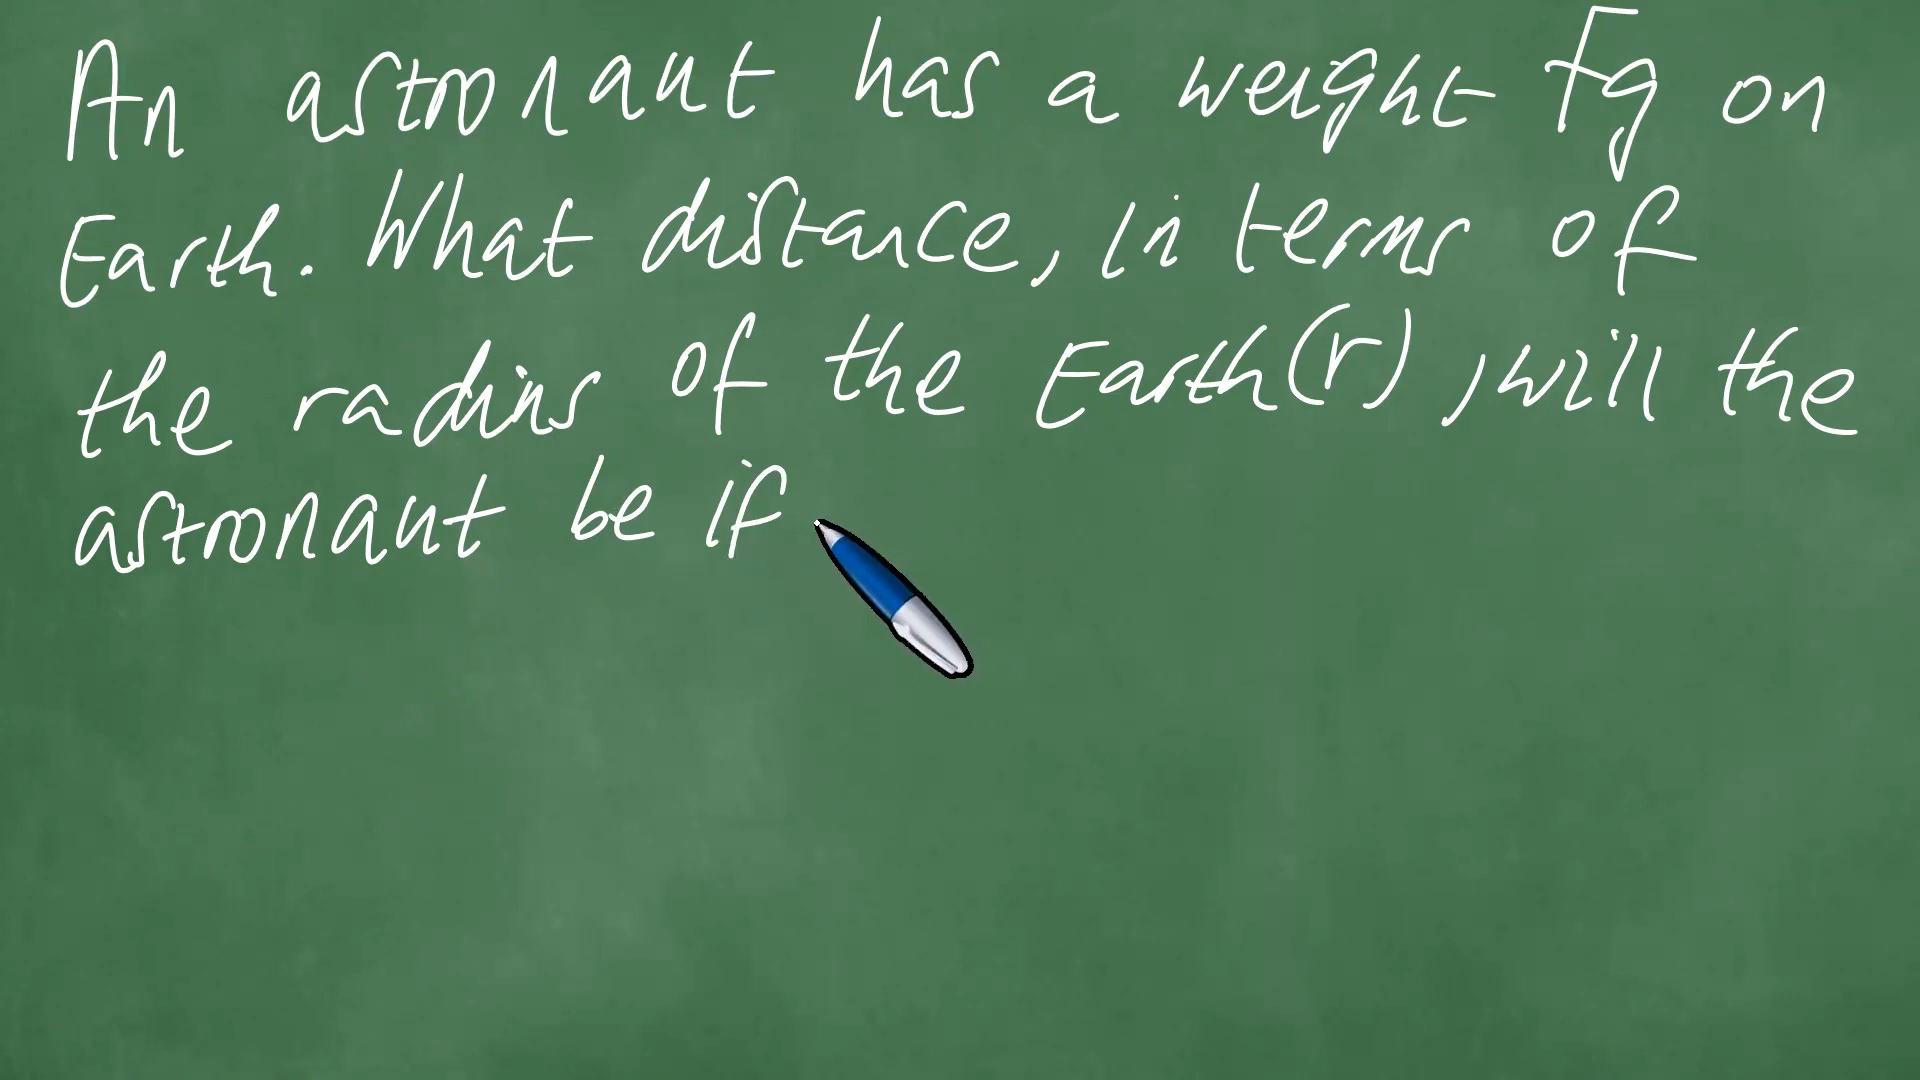 An astronaut has a weight Fg on
Earth. What distance, in terms of
the radius of the Earth(r), will the
astronaut be if